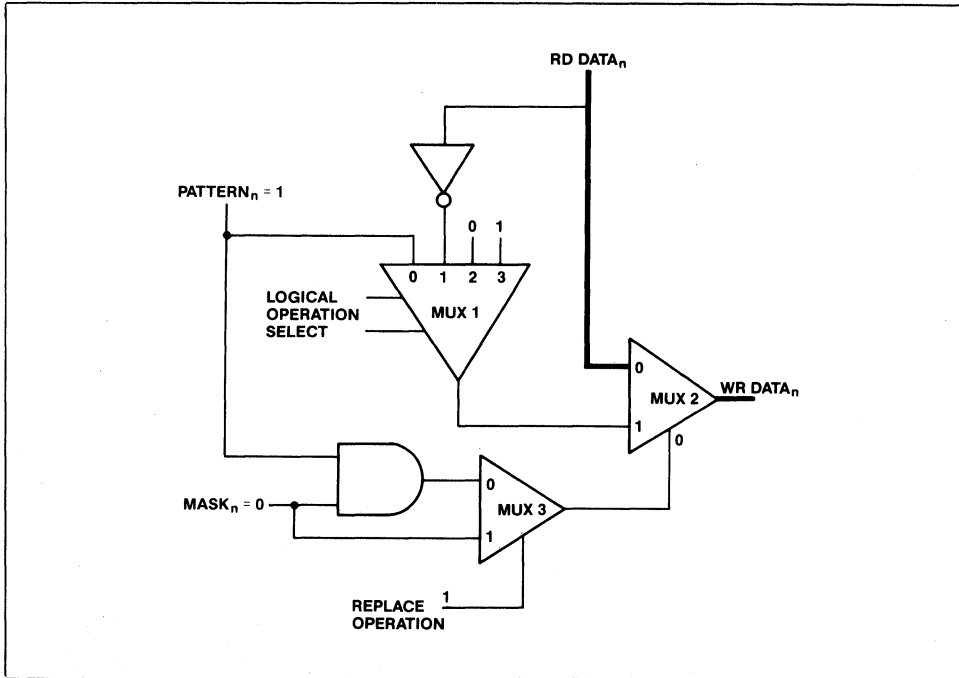 RD DATAn
PATTERNn = 1
0 1
0 1 2 3
MUX 1
LOGICAL
OPERATION
SELECT
0
MUX 2
WR DATAn
1
0
0
MASKn = 0
MUX 3
1
1
REPLACE
OPERATION